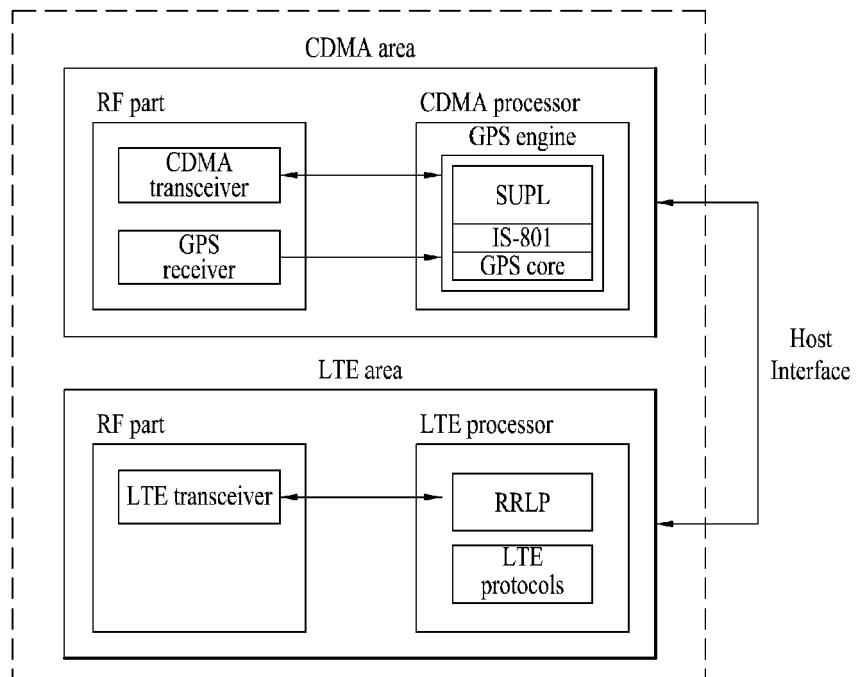 CDMA area
RF part
CDMA processor
GPS engine
CDMA
transceiver
SUPL
IS-801
GPS core
GPS
receiver
Host
Interface
LTE area
RF part
LTE processor
LTE transceiver
RRLP
LTE
protocols